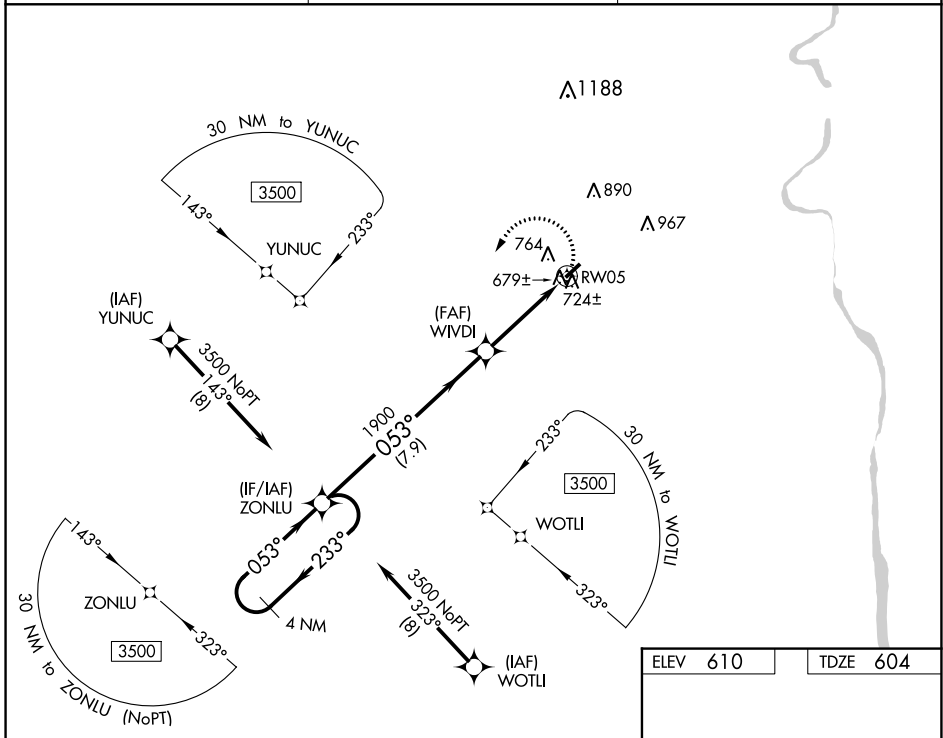 1188
30 NM to YUNUC
3500
143°
233°
YUNUC
890
967
764
679±
RW05
724±
(IAF)
YUNUC
3500 NoPT
143°
(8)
(FAF)
WIVDI
1900
053°
(7.9)
(IF/IAF)
ZONLU
053°
233°
4 NM
233°
30 NM to WOTLI
3500
WOTLI
323°
143°
ZONLU
3500
323°
30 NM to ZONLU (NoPT)
3500 NoPT
323°
(8)
(IAF)
WOTLI
ELEV 610
TDZE 604